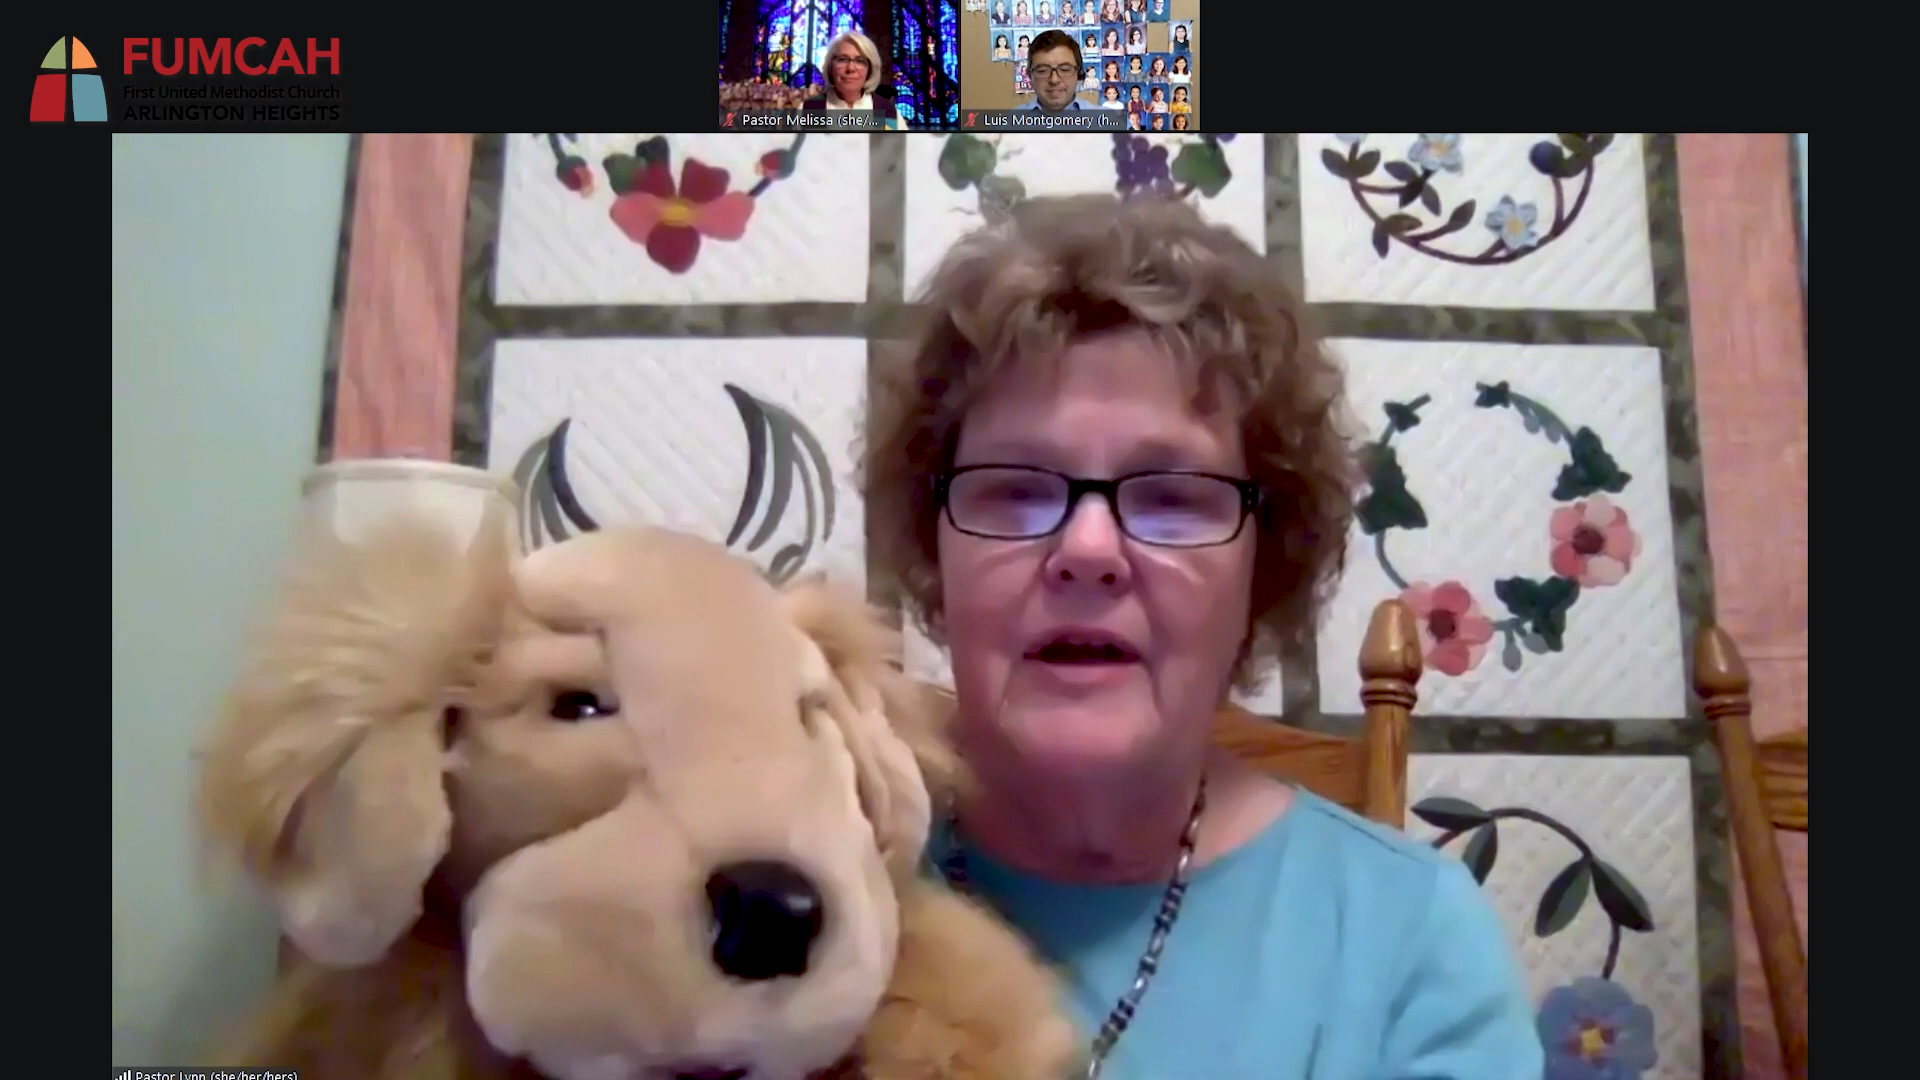 FUMCAH
First United Methodist Church
ARLINGTON HEIGHTS
Pastor Melissa (she/...
Luis Montgomery (h...
Pastor Lynn (she/her/hers)